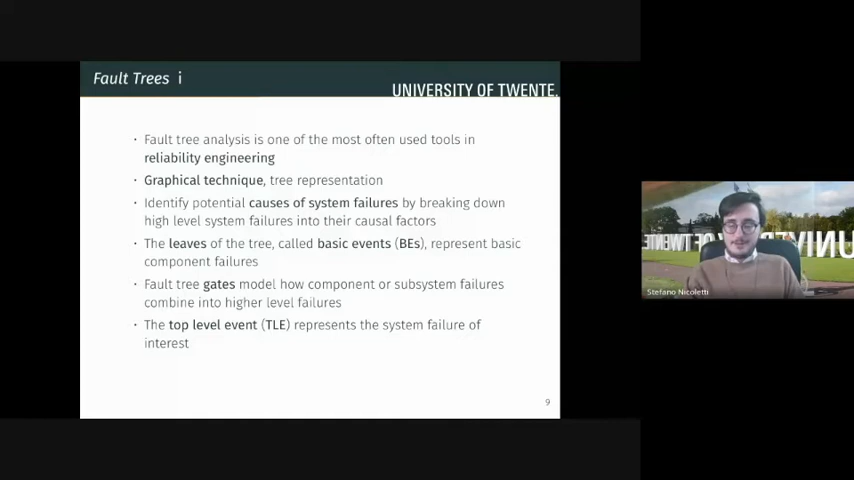 Fault Trees i
UNIVERSITY OF TWENTE.
· Fault tree analysis is one of the most often used tools in
reliability engineering
· Graphical technique, tree representation
· Identify potential causes of system failures by breaking down
high level system failures into their causal factors
· The leaves of the tree, called basic events (BEs), represent basic
component failures
· Fault tree gates model how component or subsystem failures
combine into higher level failures
· The top level event (TLE) represents the system failure of
interest
9
Stefano Nicoletti